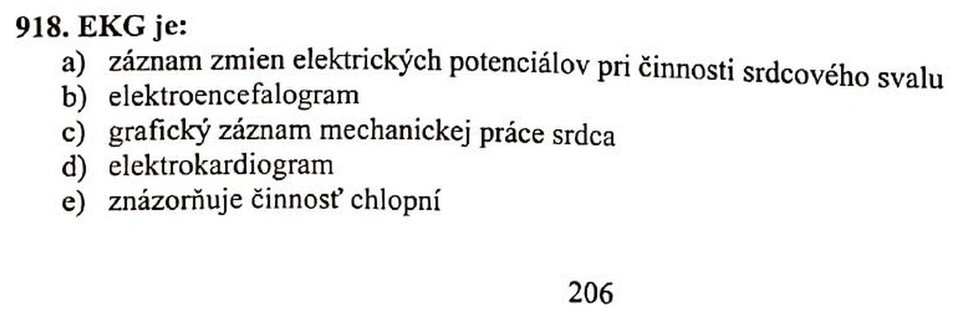 918. EKG je:
a) záznam zmien elektrických potenciálov pri činnosti srdcového svalu
b) elektroencefalogram
c) grafický záznam mechanickej práce srdca
d) elektrokardiogram
e) znázorňuje činnosť chlopní
206